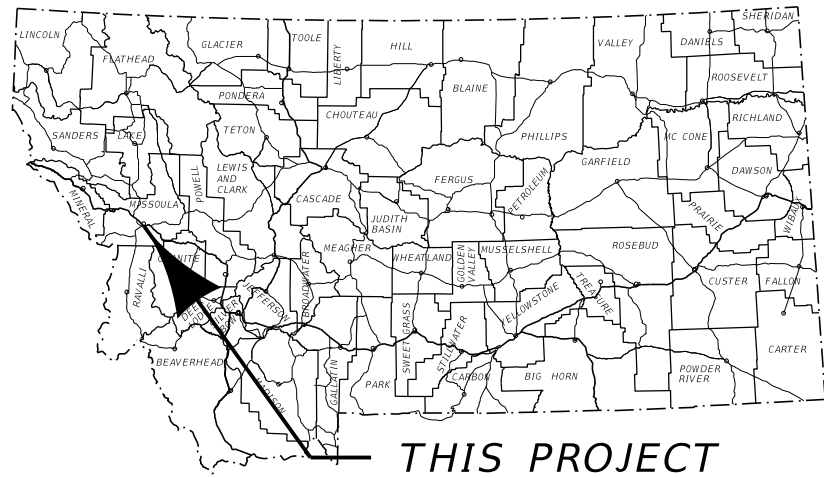 SHERIDAN
LINCOLN
GLACIER
TOOLE
LIBERTY
HILL
VALLEY
DANIELS
FLATHEAD
ROOSEVELT
PONDERA
BLAINE
CHOUTEAU
RICHLAND
SANDERS
LAKE
TETON
PHILLIPS
MC CONE
LEWIS
AND
CLARK
POWELL
GARFIELD
DAWSON
FERGUS
PETROLEUM
MINERAL
MISSOULA
CASCADE
JUDITH
BASIN
PRAIRIE
WIBAUX
MEAGHER
WHEATLAND
GOLDEN
VALLEY
MUSSELSHELL
ROSEBUD
RAVALLI
GRANITE
BROADWATER
JEFFERSON
TREASURE
CUSTER
FALLON
YELLOWSTONE
SWEET GRASS
STILLWATER
BEAVERHEAD
MADISON
GALLATIN
PARK
CARBON
BIG HORN
POWDER
RIVER
CARTER
THIS PROJECT